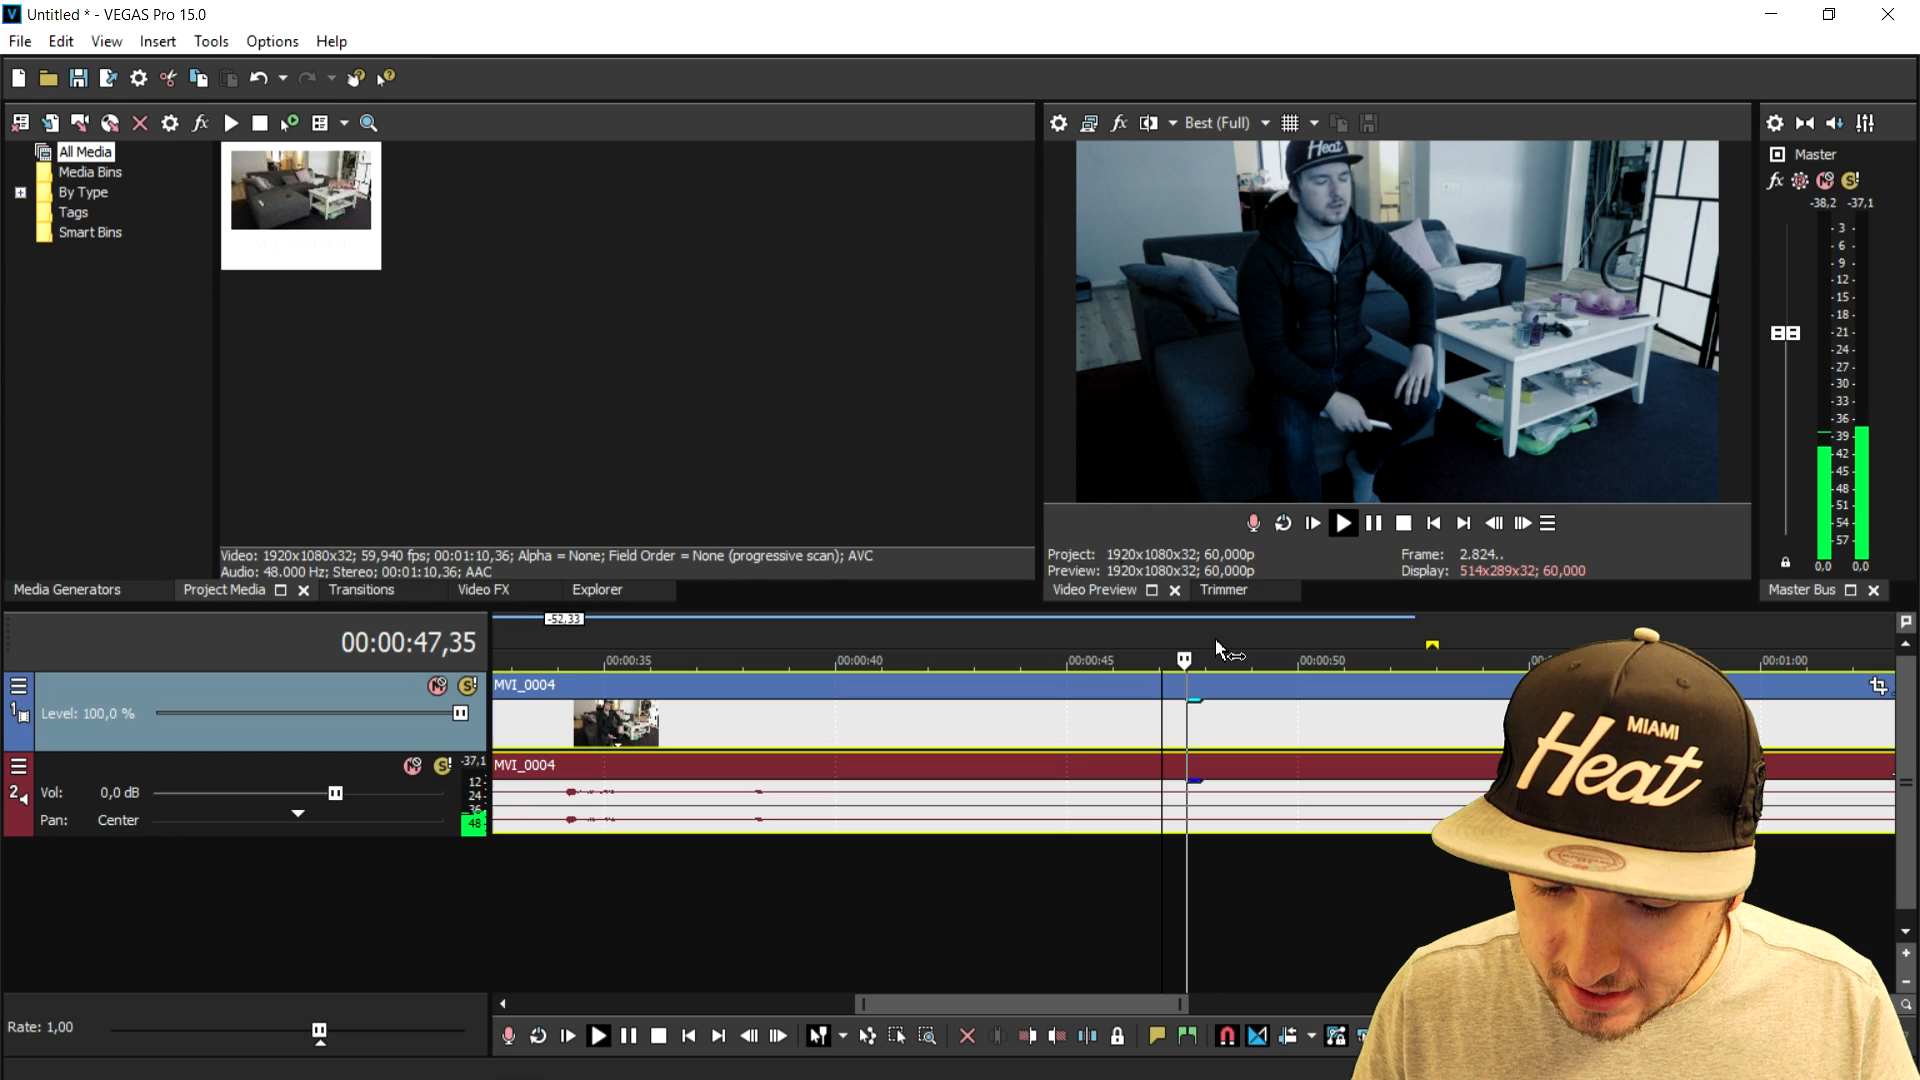 Untitled * - VEGAS Pro 15.0
File Edit View Insert Tools Options Help
Best (Full)
All Media
Media Bins
By Type
Tags
Smart Bins
Master
-38,2 -37,1
- 3 -
- 6 -
- 9 -
- 12 -
- 15 -
- 18 -
- 21 -
- 24 -
- 27 -
- 30 -
- 33 -
- 36 -
- 39 -
- 42 -
- 45 -
- 48 -
- 51 -
- 54 -
- 57 -
0,0 0,0
Heat
Video: 1920x1080x32; 59,940 fps; 00:01:10,36; Alpha = None; Field Order = None (progressive scan); AVC
Audio: 48.000 Hz; Stereo; 00:01:10,36; AAC
Project: 1920x1080x32; 60,000p
Frame: 2.824..
Preview: 1920x1080x32; 60,000p
Display: 514x289x32; 60,000
Media Generators Project Media Transitions Video FX Explorer
Video Preview Trimmer
Master Bus
-52,33
00:00:47,35
00:00:35 00:00:40 00:00:45 00:00:50 00:01:00
1
Level: 100,0 %
MVI_0004
2
-37,1
12-
24-
36-
48-
Vol: 0,0 dB
Pan: Center
MVI_0004
MIAMI
Heat
Rate: 1,00